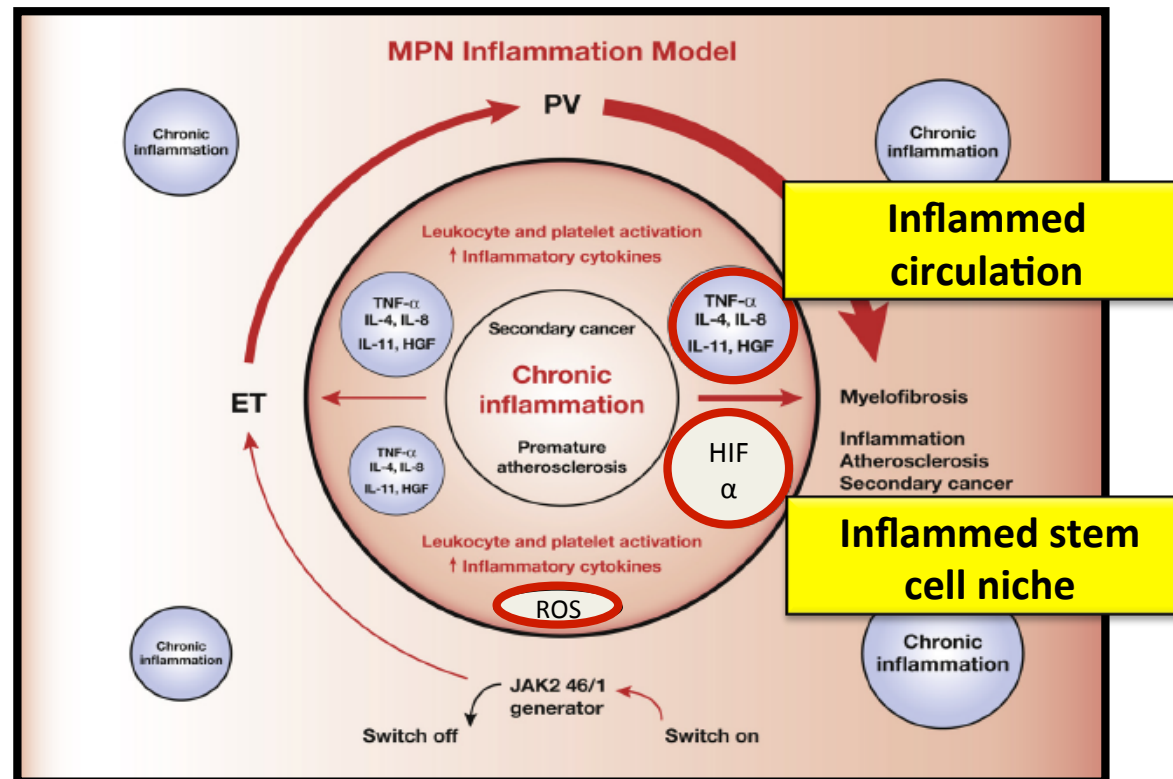 MPN Inflammation Model
PV
Chronic
inflammation
Chronic
inflammation
Inflammed
circulation
Leukocyte and platelet activation
↑ Inflammatory cytokines
TNF-α
IL-4, IL-8
IL-11, HGF
TNF-α
IL-4, IL-8
IL-11, HGF
Secondary cancer
Chronic
inflammation
Premature
atherosclerosis
ET
Myelofibrosis
Inflammation
Atherosclerosis
Secondary cancer
TNF-α
IL-4, IL-8
IL-11, HGF
HIF
α
Inflammed stem
cell niche
Leukocyte and platelet activation
↑ Inflammatory cytokines
ROS
Chronic
inflammation
Chronic
inflammation
JAK2 46/1
generator
Switch off
Switch on